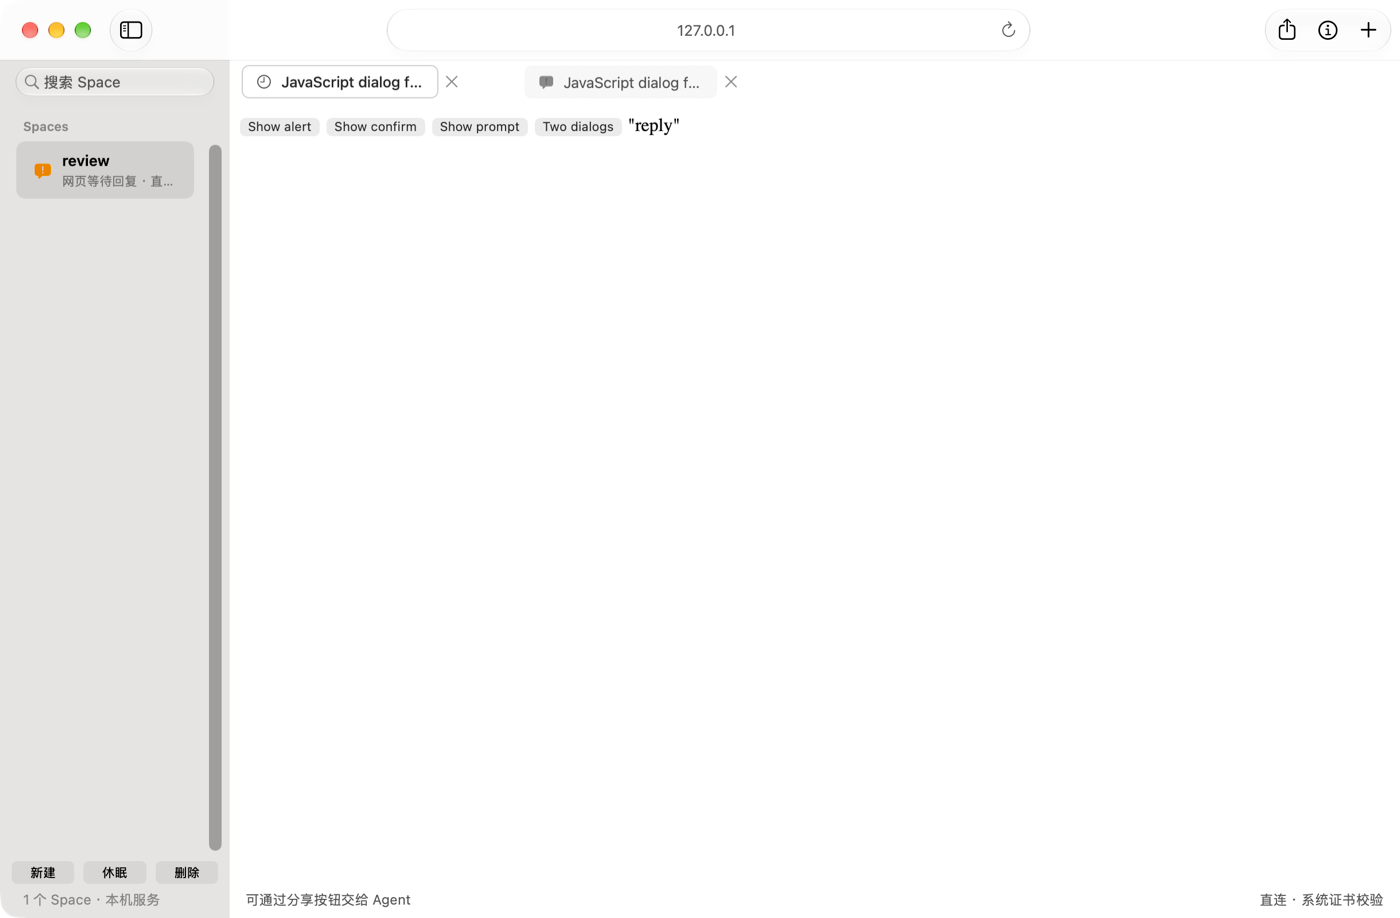 127.0.0.1
搜索 Space
JavaScript dialog f...
JavaScript dialog f...
Show alert
Show confirm
Show prompt
Two dialogs
"reply"
Spaces
review
网页等待回复 · 直...
新建
休眠
删除
1 个 Space · 本机服务
可通过分享按钮交给 Agent
直连 · 系统证书校验